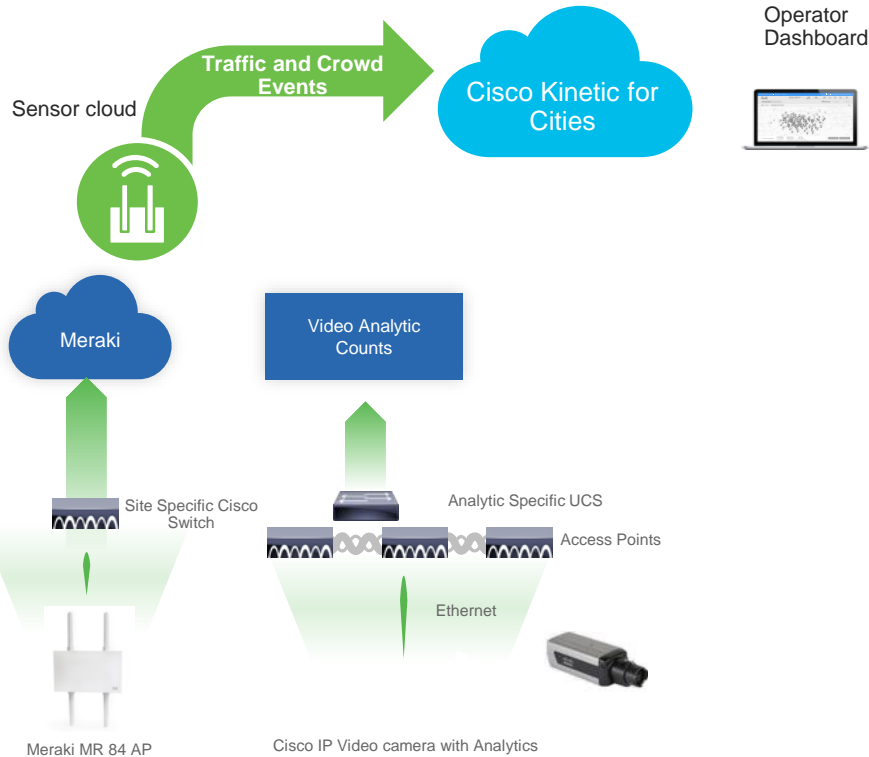 Operator
Dashboard
Traffic and Crowd
Events
Cisco Kinetic for
Cities
Sensor cloud
Meraki
Video Analytic
Counts
Site Specific Cisco
Switch
Analytic Specific UCS
Access Points
Ethernet
Meraki MR 84 AP
Cisco IP Video camera with Analytics